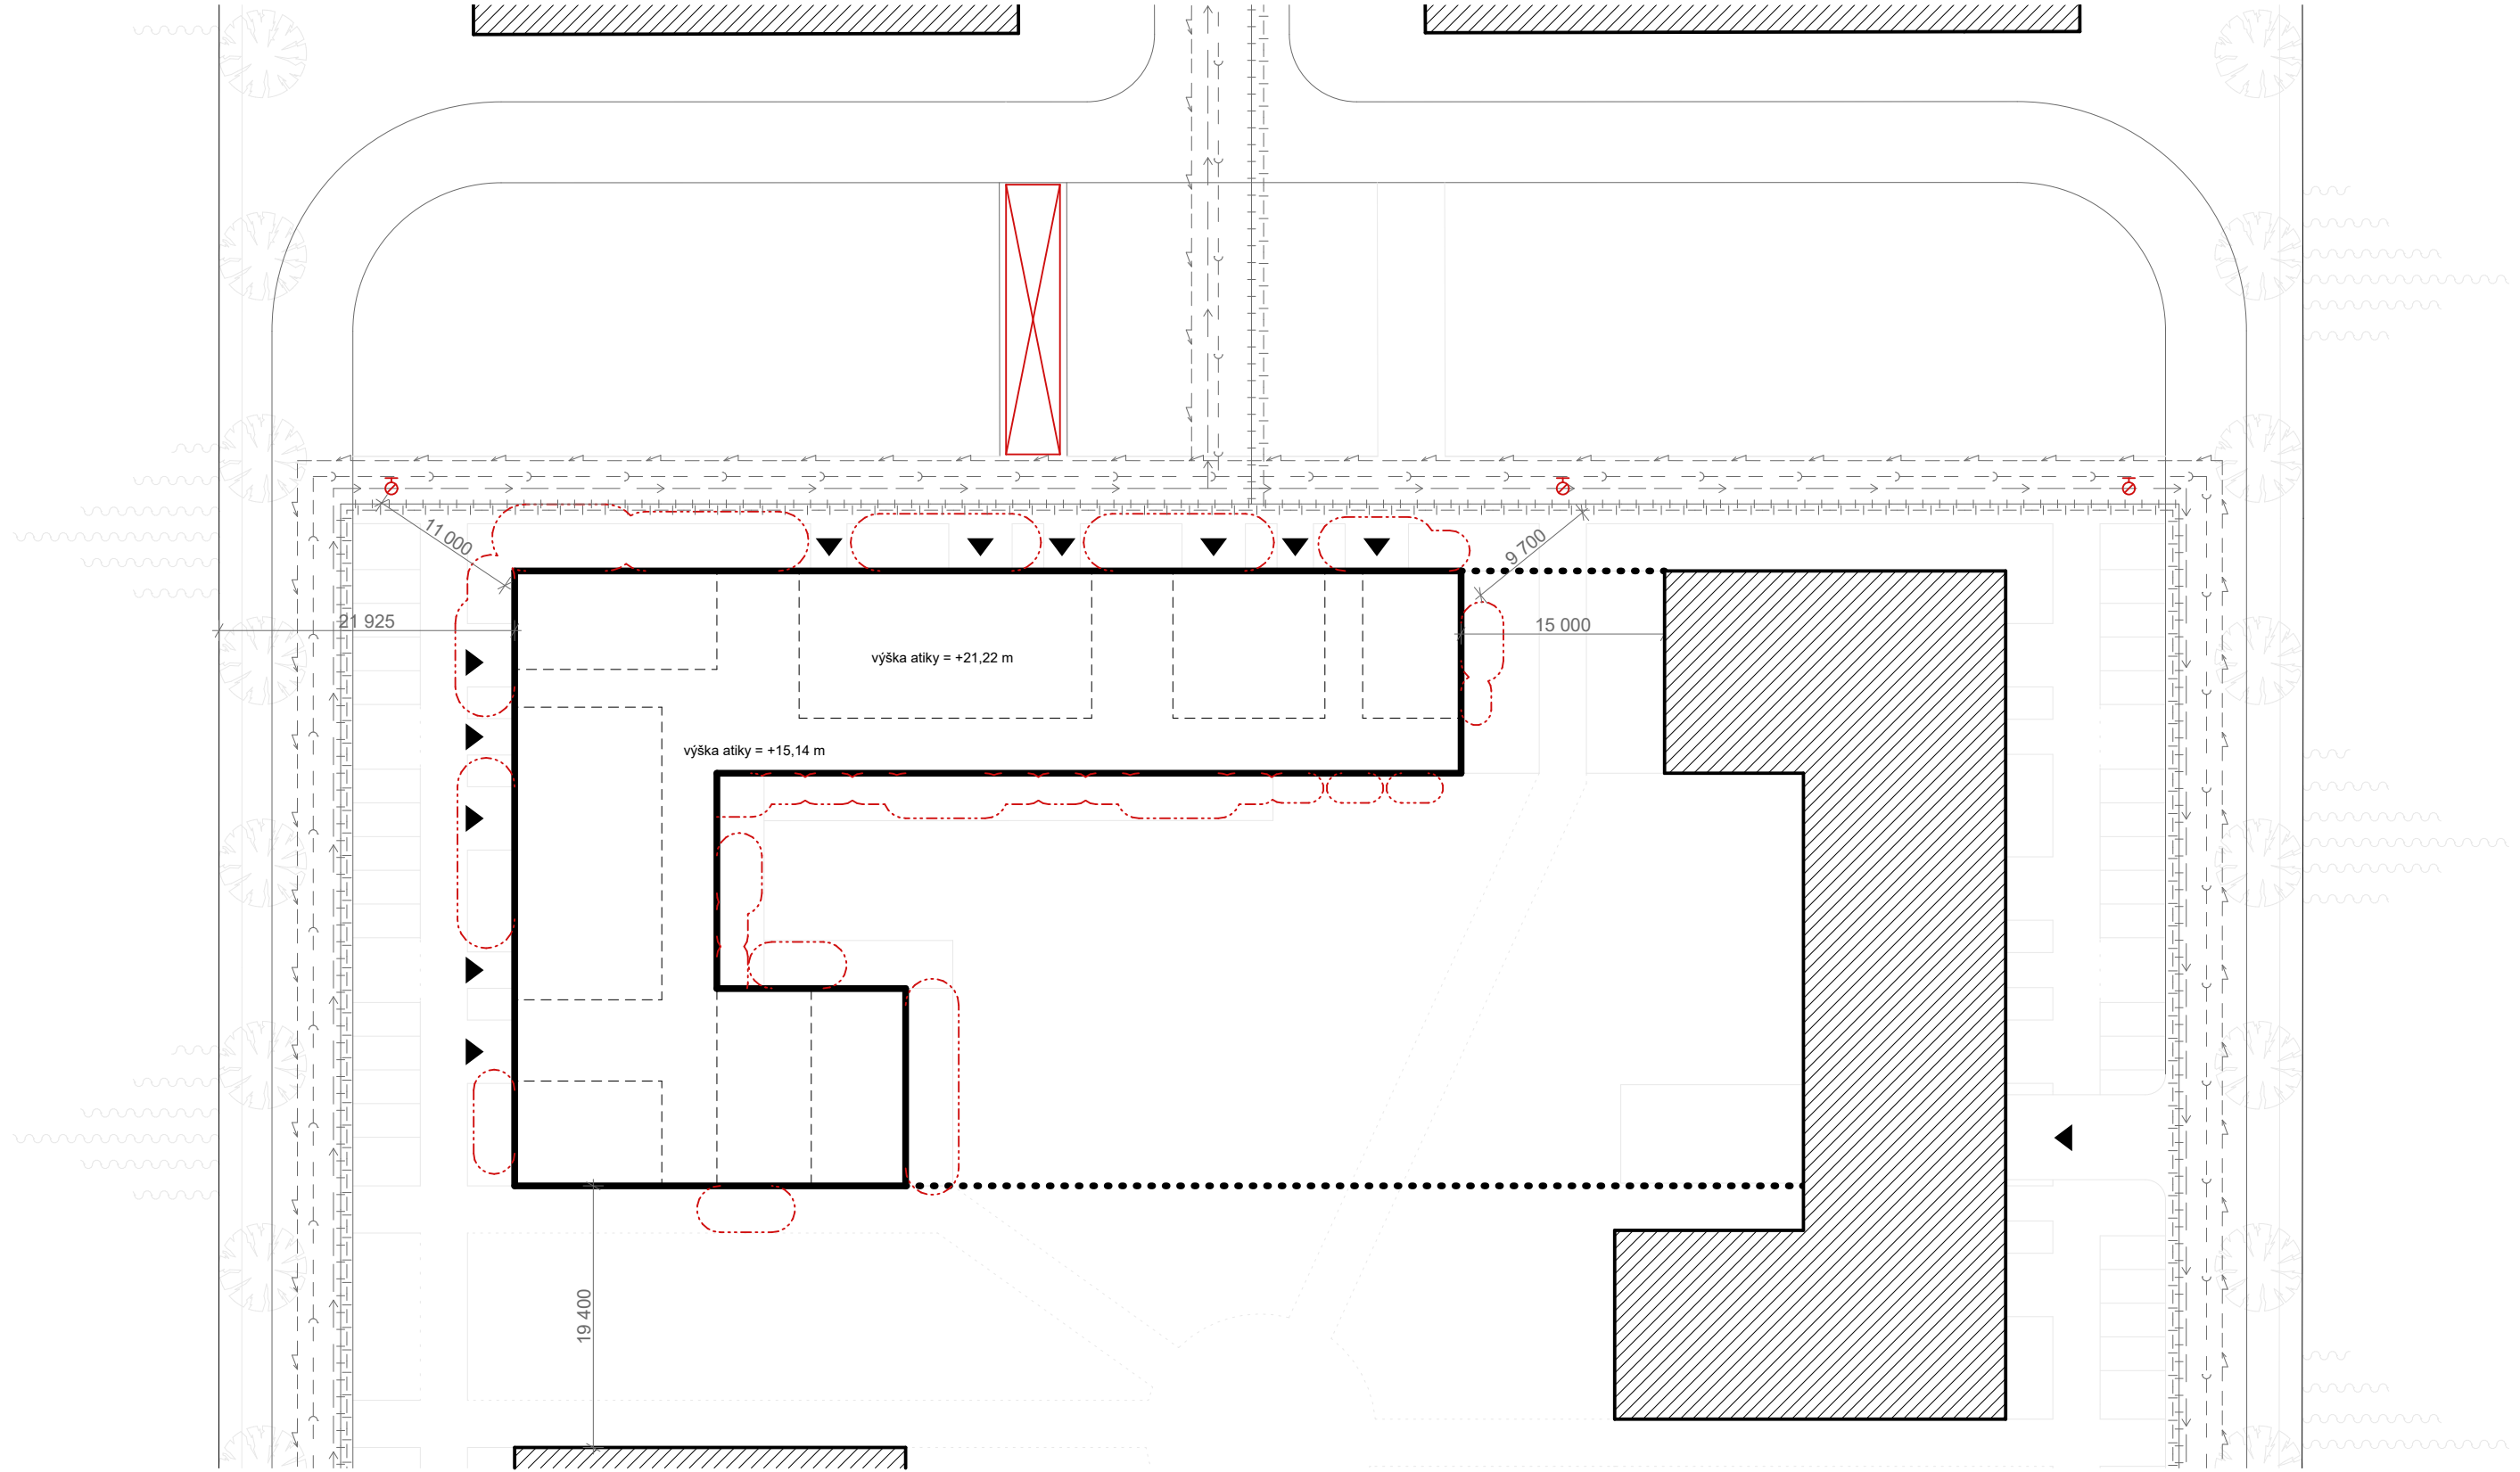 11 000
9 700
21 925
15 000
výška atiky = +21,22 m
výška atiky = +15,14 m
19 400